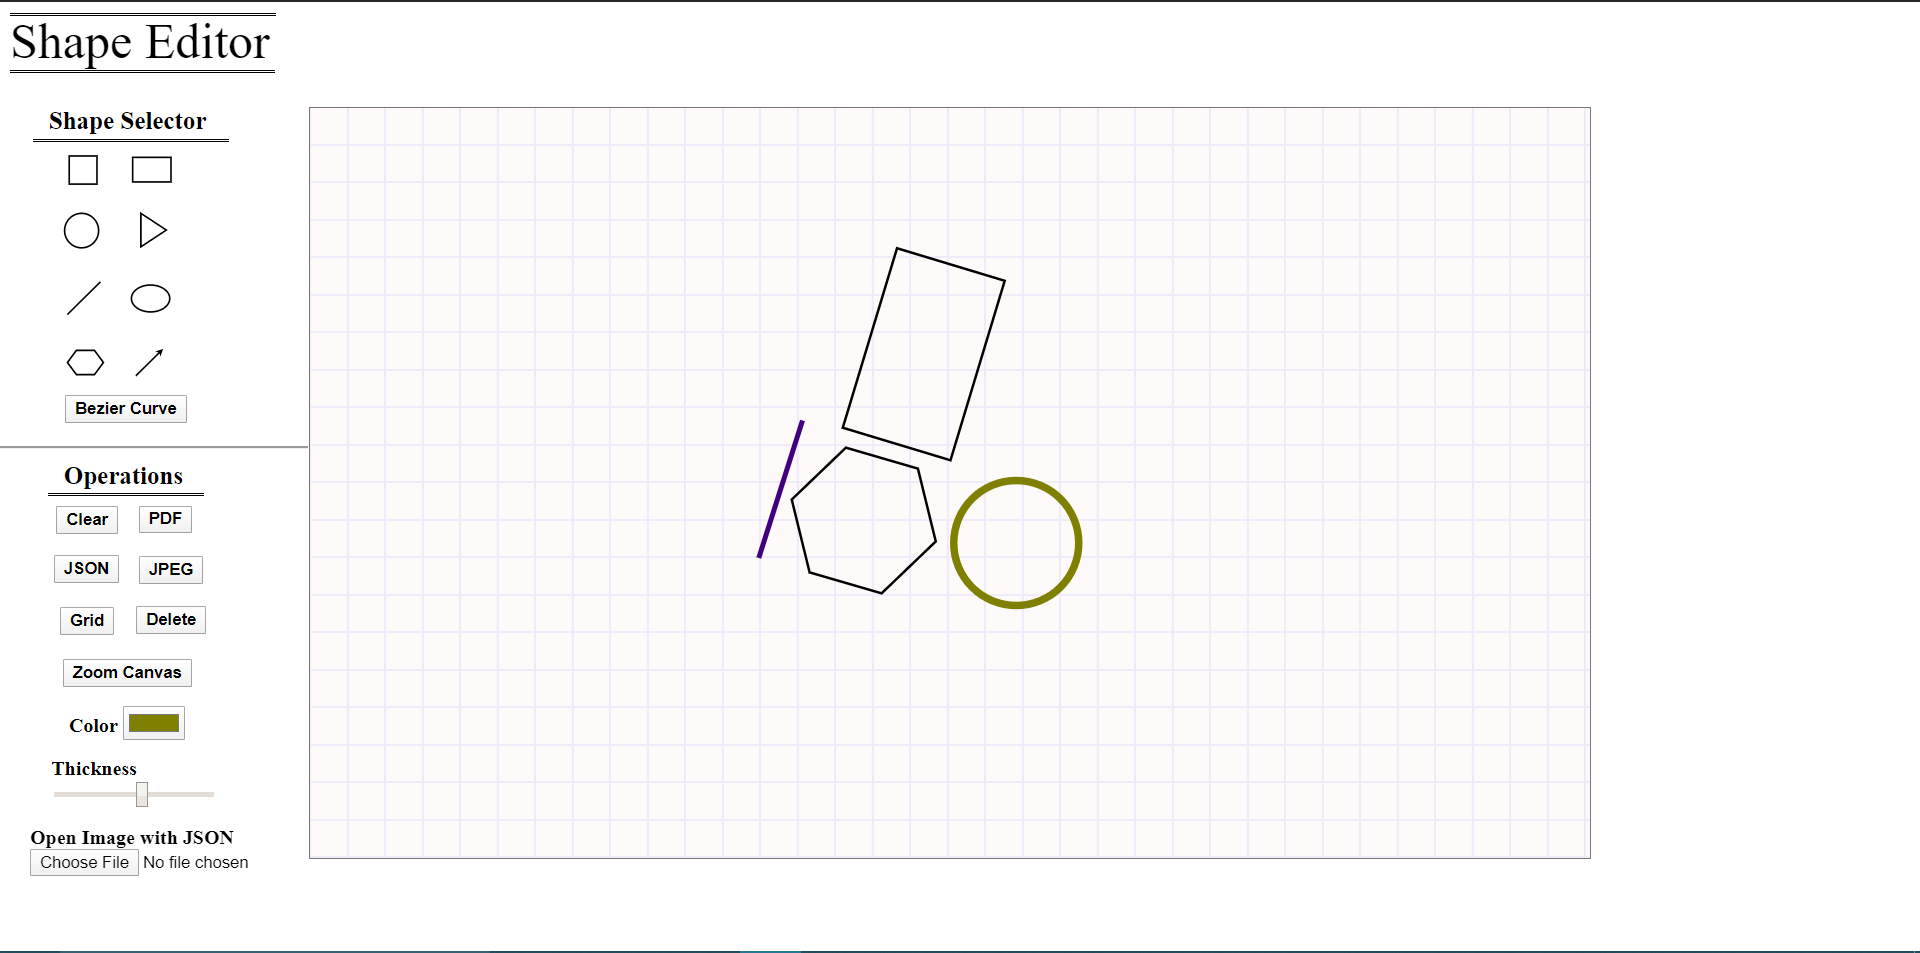 Shape Editor
Shape Selector
Bezier Curve
Operations
Clear PDF
JSON JPEG
Grid Delete
Zoom Canvas
Color
Thickness
Open Image with JSON
Choose File No file chosen